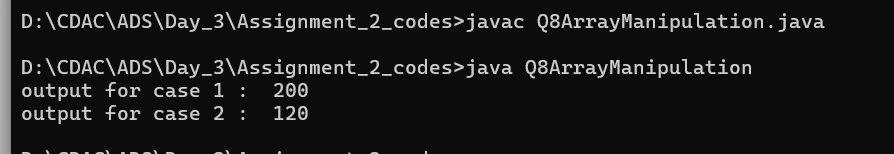 D:\CDAC\ADS\Day_3\Assignment_2_codes>javac Q8ArrayManipulation.java
D:\CDAC\ADS\Day_3\Assignment_2_codes>java Q8ArrayManipulation
output for case 1 :  200
output for case 2 :  120